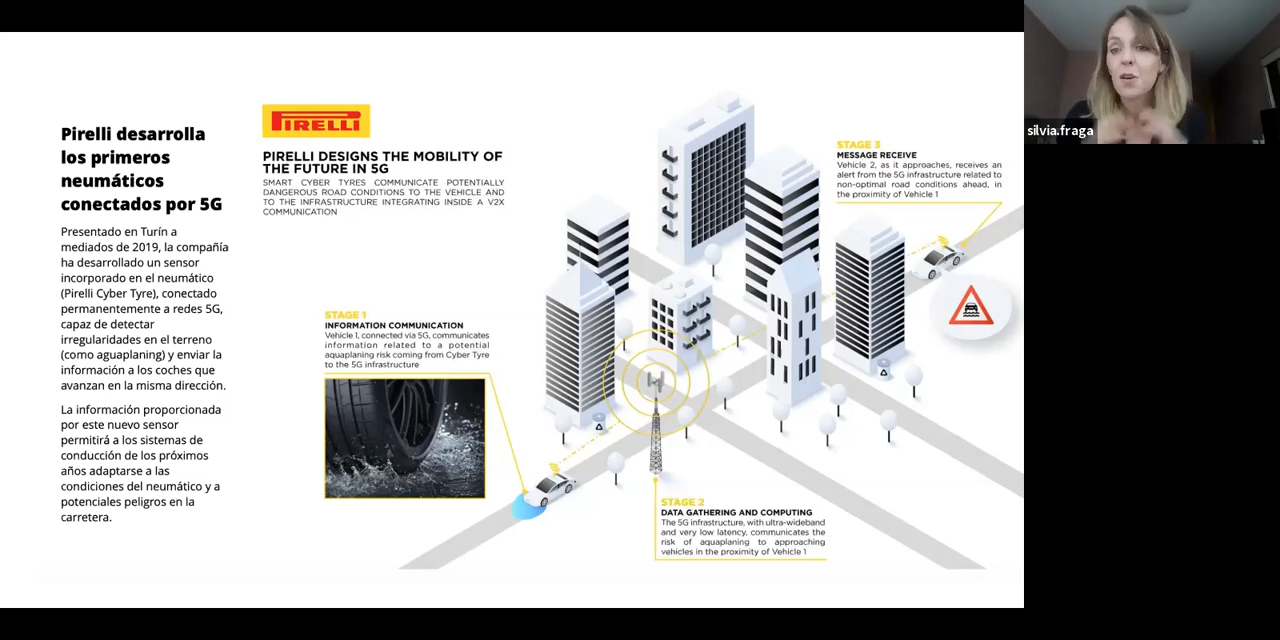 Pirelli desarrolla
los primeros
neumáticos
conectados por 5G
Presentado en Turín a
mediados de 2019, la compañía
ha desarrollado un sensor
incorporado en el neumático
(Pirelli Cyber Tyre), conectado
permanentemente a redes 5G,
capaz de detectar
irregularidades en el terreno
(como aguaplaning) y enviar la
información a los coches que
avanzan en la misma dirección.
La información proporcionada
por este nuevo sensor
permitirá a los sistemas de
conducción de los próximos
años adaptarse a las
condiciones del neumático y a
potenciales peligros en la
carretera.
PIRELLI
PIRELLI DESIGNS THE MOBILITY OF
THE FUTURE IN 5G
SMART CYBER TYRES COMMUNICATE POTENTIALLY
DANGEROUS ROAD CONDITIONS TO THE VEHICLE AND
TO THE INFRASTRUCTURE INTEGRATING INSIDE A V2X
COMMUNICATION
STAGE 1
INFORMATION COMMUNICATION
Vehicle 1, connected via 5G, communicates
information related to a potential
aquaplaning risk coming from Cyber Tyre
to the 5G infrastructure
STAGE 2
DATA GATHERING AND COMPUTING
The 5G infrastructure, with ultra-wideband
and very low latency, communicates the
risk of aquaplaning to approaching
vehicles in the proximity of Vehicle 1
STAGE 3
MESSAGE RECEIVE
Vehicle 2, as it approaches, receives an
alert from the 5G infrastructure related to
non-optimal road conditions ahead, in
the proximity of Vehicle 1
silvia.fraga